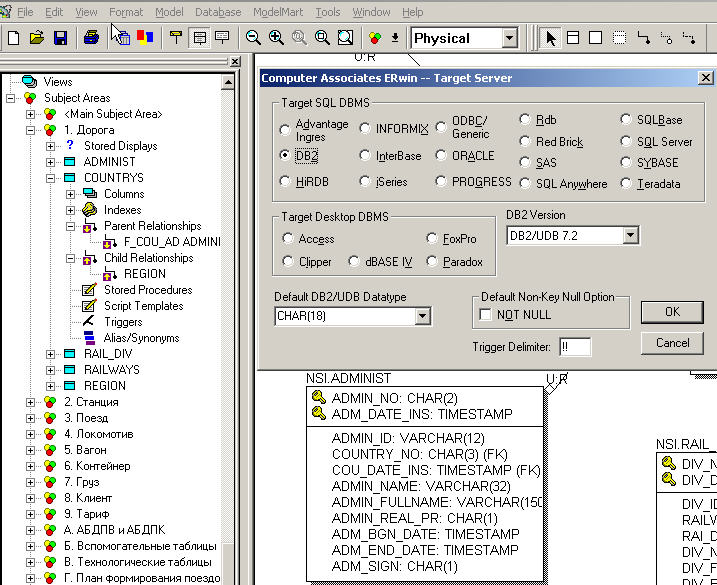 File Edit View Format Model Database ModelMart Tools Window Help
Physical
Views
Subject Areas
<Main Subject Area>
1. Дорога
Stored Displays
ADMINIST
COUNTRYS
Columns
Indexes
Parent Relationships
F_COU_AD ADMINI
Child Relationships
REGION
Stored Procedures
Script Templates
Triggers
Alias/Synonyms
RAIL_DIV
RAILWAYS
REGION
2. Станция
3. Поезд
4. Локомотив
5. Вагон
6. Контейнер
7. Груз
8. Клиент
9. Тариф
А. АБДПВ и АБДПК
Б. Вспомогательные таблицы
В. Технологические таблицы
Г. План формирования поездо
U:R
Computer Associates ERwin -- Target Server
Target SQL DBMS
Advantage Ingres
INFORMIX
ODBC/ Generic
Rdb
SQLBase
Red Brick
SQL Server
DB2
InterBase
ORACLE
SAS
SYBASE
HiRDB
iSeries
PROGRESS
SQL Anywhere
Teradata
Target Desktop DBMS
Access
FoxPro
Clipper
dBASE IV
Paradox
DB2 Version
DB2/UDB 7.2
Default DB2/UDB Datatype
CHAR(18)
Default Non-Key Null Option
NOT NULL
OK
Trigger Delimiter: !!
Cancel
NSI.ADMINIST
U:R
ADMIN_NO: CHAR(2)
ADM_DATE_INS: TIMESTAMP
ADMIN_ID: VARCHAR(12)
COUNTRY_NO: CHAR(3) (FK)
COU_DATE_INS: TIMESTAMP (FK)
ADMIN_NAME: VARCHAR(32)
ADMIN_FULLNAME: VARCHAR(150
ADMIN_REAL_PR: CHAR(1)
ADM_BGN_DATE: TIMESTAMP
ADM_END_DATE: TIMESTAMP
ADM_SIGN: CHAR(1)
NSI.RAIL_
DIV_N
DIV_D
DIV_ID
RAILW
RAI_D
DIV_N
DIV_F